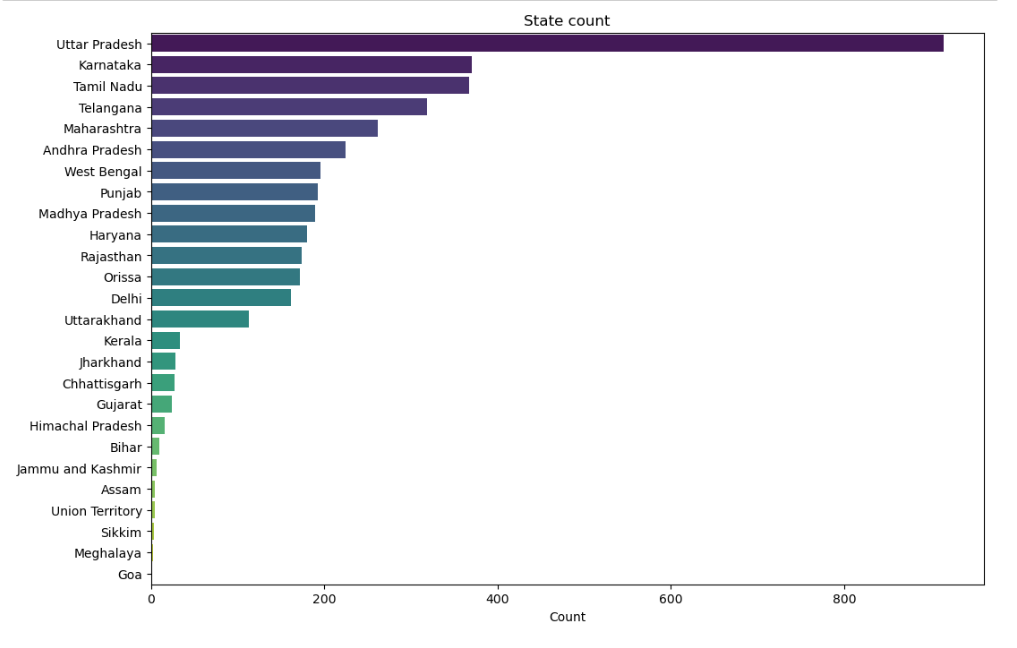 State count
Uttar Pradesh
Karnataka
Tamil Nadu
Telangana
Maharashtra
Andhra Pradesh
West Bengal
Punjab
Madhya Pradesh
Haryana
Rajasthan
Orissa
Delhi
Uttarakhand
Kerala
Jharkhand
Chhattisgarh
Gujarat
Himachal Pradesh
Bihar
Jammu and Kashmir
Assam
Union Territory
Sikkim
Meghalaya
Goa
0 200 400 600 800
Count